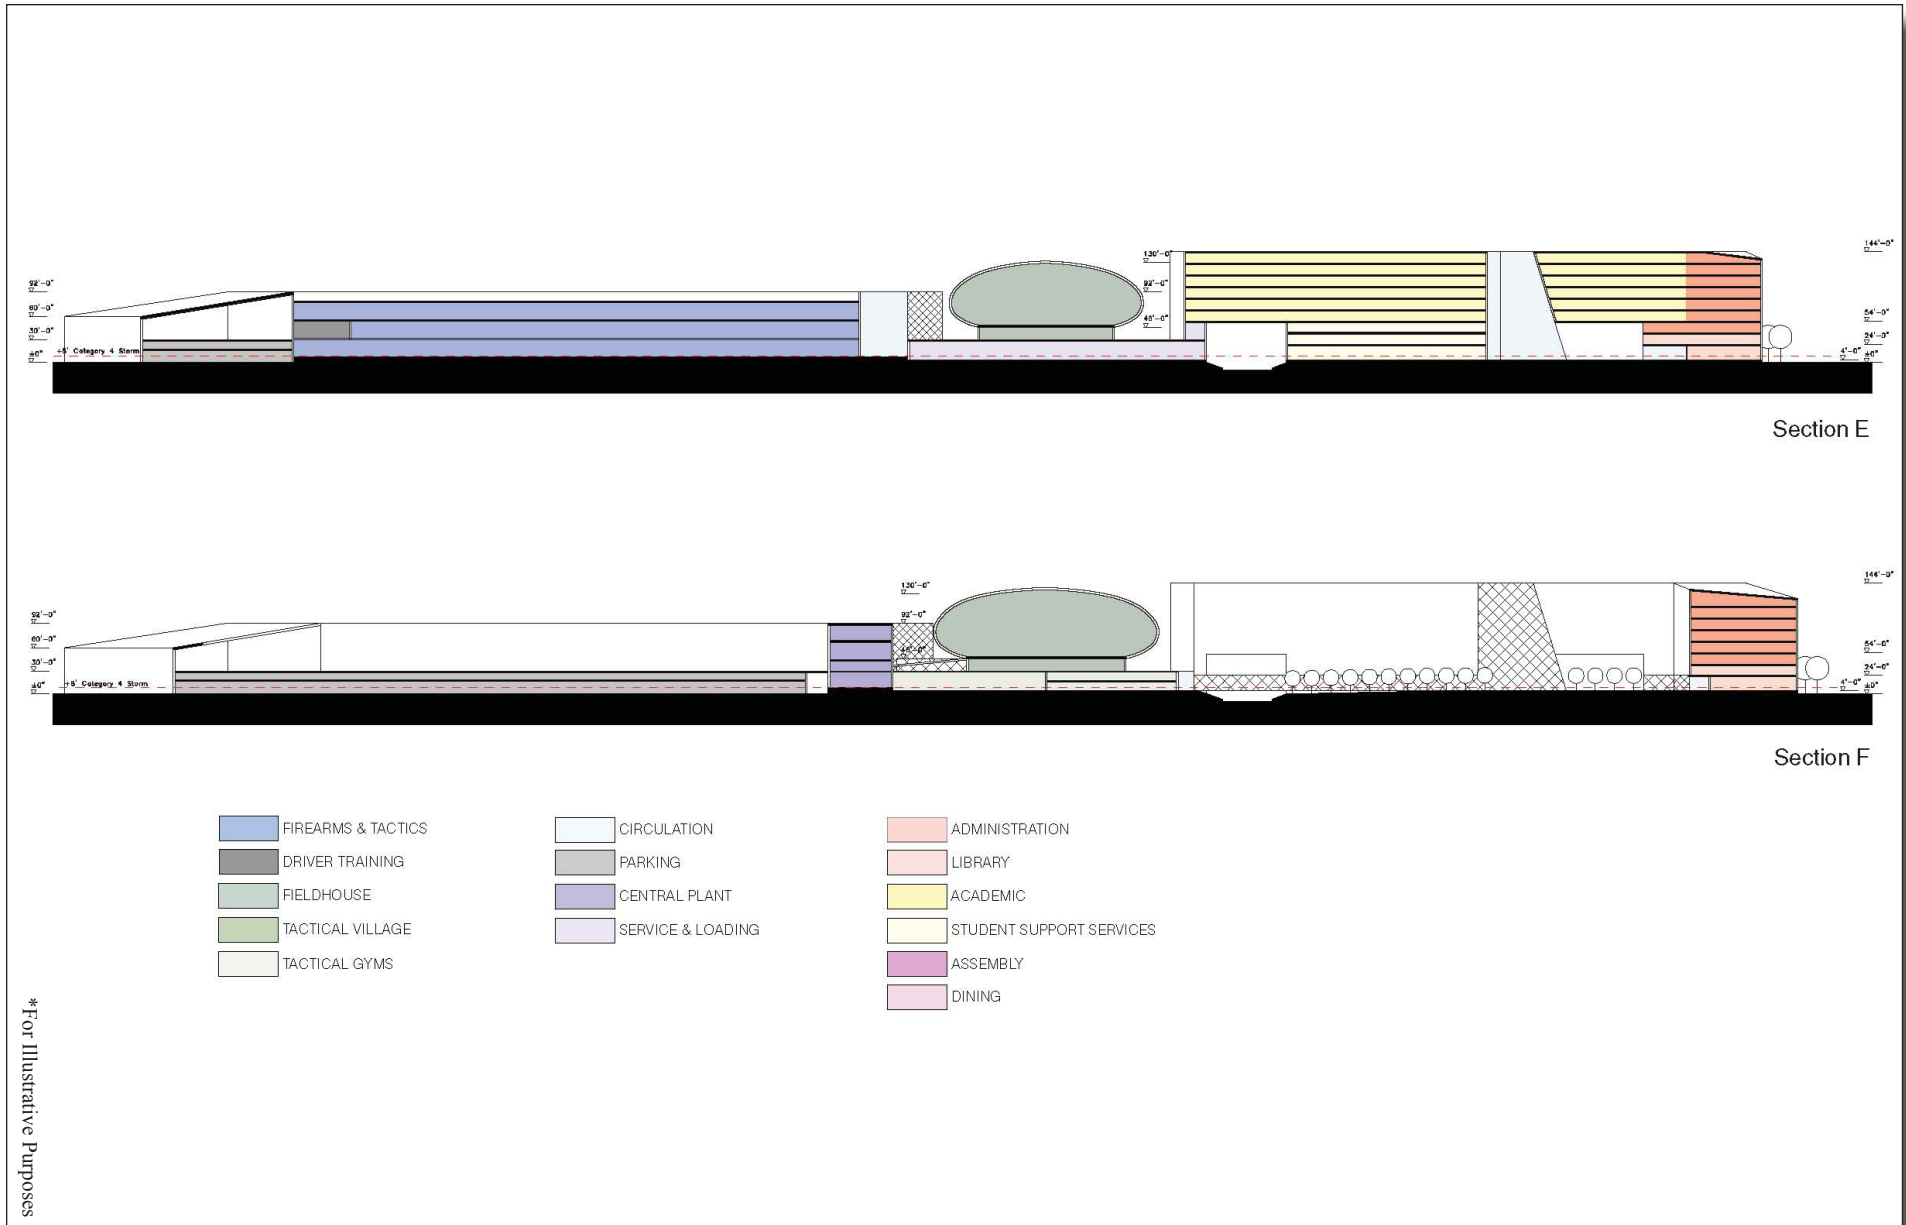 130'-0"
144'-0"
92'-0"
92'-0"
60'-0"
48'-0"
54'-0"
30'-0"
24'-0"
+8' Category 4 Storm
4'-0"
±0"
±0"
Section E
130'-0"
144'-0"
92'-0"
92'-0"
60'-0"
48'-0"
54'-0"
30'-0"
24'-0"
+8' Category 4 Storm
4'-0"
±0"
±0"
Section F
FIREARMS & TACTICS
DRIVER TRAINING
FIELDHOUSE
TACTICAL VILLAGE
TACTICAL GYMS
CIRCULATION
PARKING
CENTRAL PLANT
SERVICE & LOADING
ADMINISTRATION
LIBRARY
ACADEMIC
STUDENT SUPPORT SERVICES
ASSEMBLY
DINING
*For Illustrative Purposes